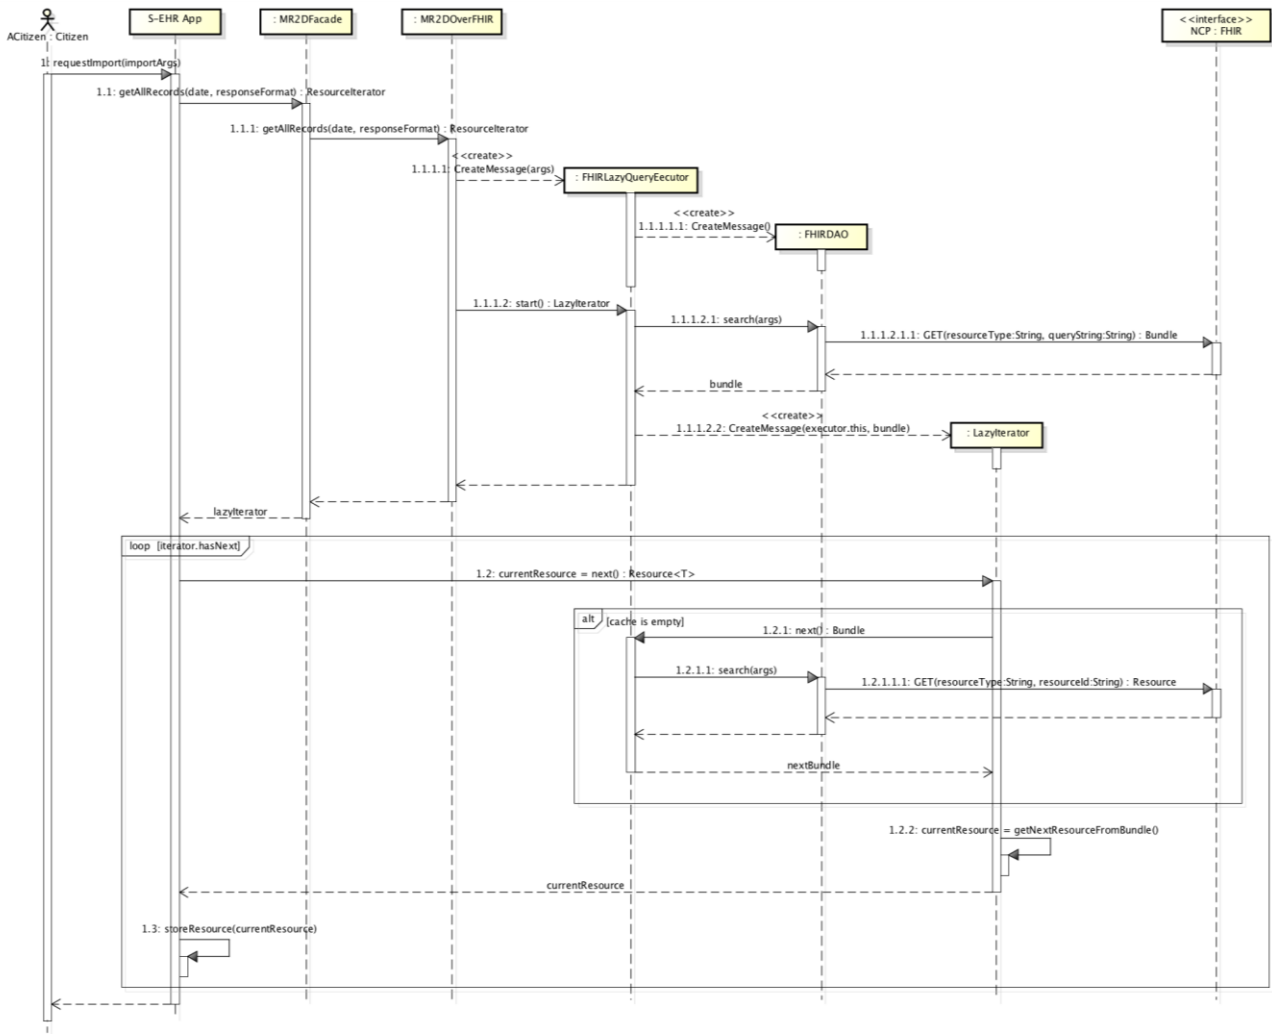 ACitizen : Citizen
S-EHR App
: MR2DFacade
: MR2DOverFHIR
<<interface>>
NCP : FHIR
1: requestImport(importArgs)
1.1: getAllRecords(date, responseFormat) : ResourceIterator
1.1.1: getAllRecords(date, responseFormat) : ResourceIterator
<<create>>
1.1.1.1: CreateMessage(args)
: FHIRLazyQueryEecutor
<<create>>
1.1.1.1.1: CreateMessage()
: FHIRDAO
1.1.1.2: start() : LazyIterator
1.1.1.2.1: search(args)
1.1.1.2.1.1: GET(resourceType:String, queryString:String) : Bundle
bundle
<<create>>
1.1.1.2.2: CreateMessage(executor.this, bundle)
: LazyIterator
lazyIterator
loop [iterator.hasNext]
1.2: currentResource = next() : Resource<T>
alt [cache is empty]
1.2.1: next() : Bundle
1.2.1.1: search(args)
1.2.1.1.1: GET(resourceType:String, resourceId:String) : Resource
nextBundle
1.2.2: currentResource = getNextResourceFromBundle()
currentResource
1.3: storeResource(currentResource)